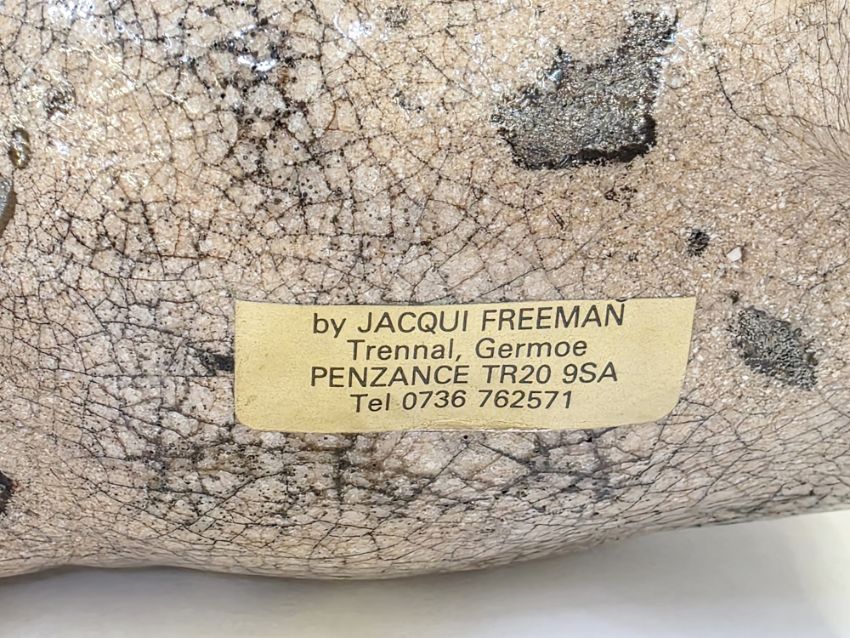 by JACQUI FREEMAN
Trennal, Germoe
PENZANCE TR20 9SA
Tel 0736 762571